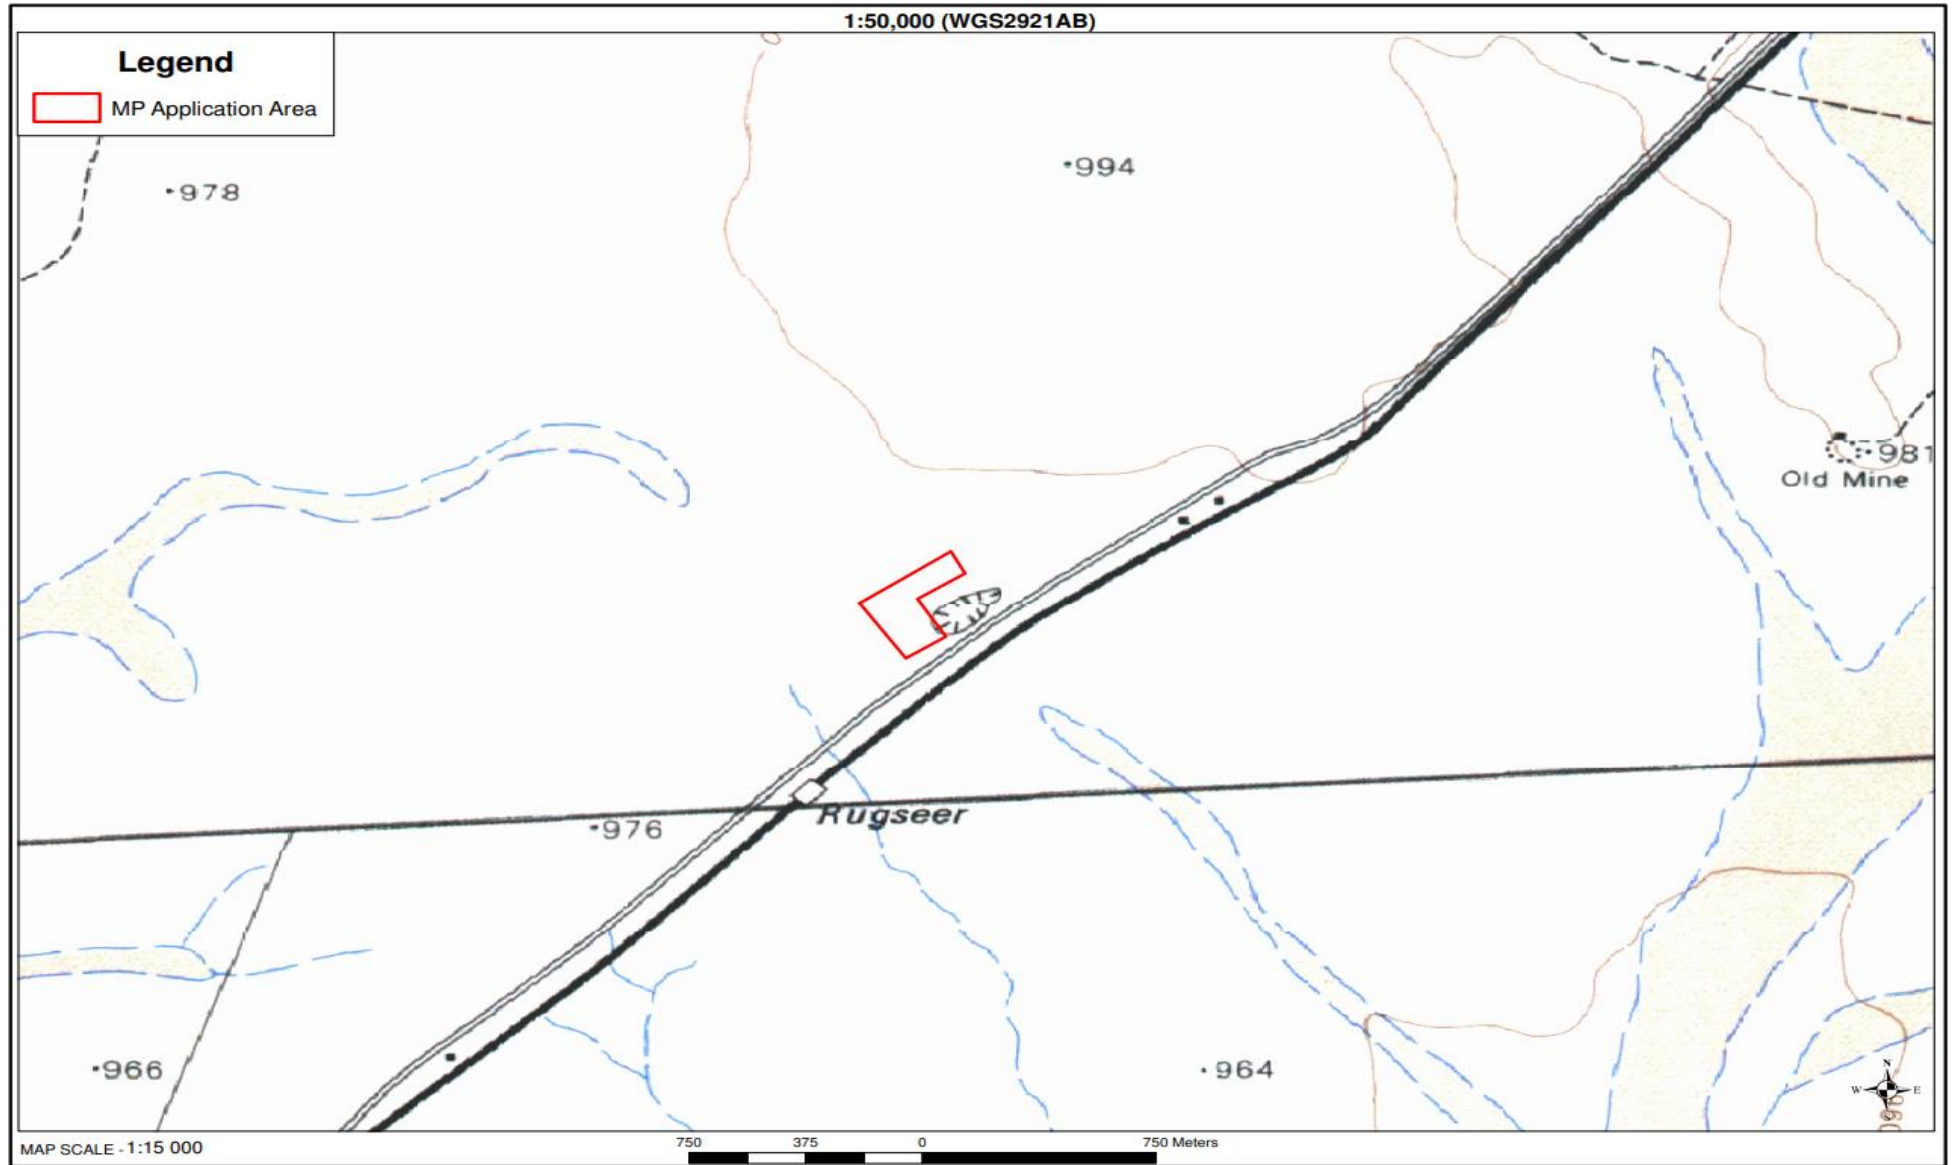 1:50,000 (WGS2921AB)
Legend
MP Application Area
994
978
981
Old Mine
Rugseer
976
966
964
N
W E
S
960
MAP SCALE - 1:15 000
750 375 0 750 Meters